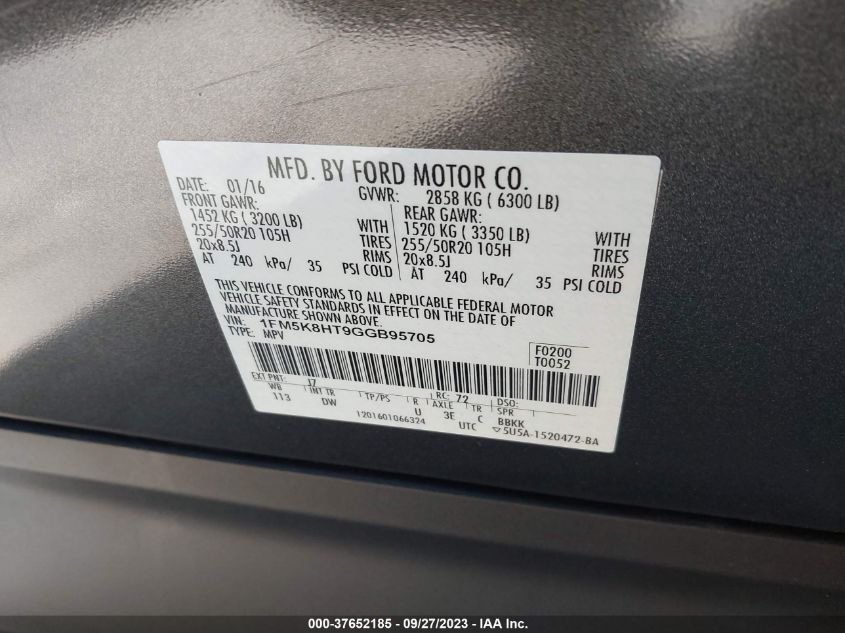 MFD. BY FORD MOTOR CO.
DATE: 01/16 GVWR: 2858 KG ( 6300 LB)
FRONT GAWR: REAR GAWR:
1452 KG ( 3200 LB) WITH 1520 KG ( 3350 LB) WITH
255/50R20 105H TIRES 255/50R20 105H TIRES
20x8.5J RIMS 20x8.5J RIMS
AT 240 kPa/ 35 PSI COLD AT 240 kPa/ 35 PSI COLD
THIS VEHICLE CONFORMS TO ALL APPLICABLE FEDERAL MOTOR
VEHICLE SAFETY STANDARDS IN EFFECT ON THE DATE OF
MANUFACTURE SHOWN ABOVE.
VIN: 1FM5K8HT9GGB95705
TYPE: MPV
F0200
T0052
EXT PNT: J7 RC: 72 DSO:
WB INT TR TP/PS R AXLE TR SPR
113 DW U 3E C BBKK
1201601066324 UTC ▽5U5A-1520472-BA
000-37652185 - 09/27/2023 - IAA Inc.